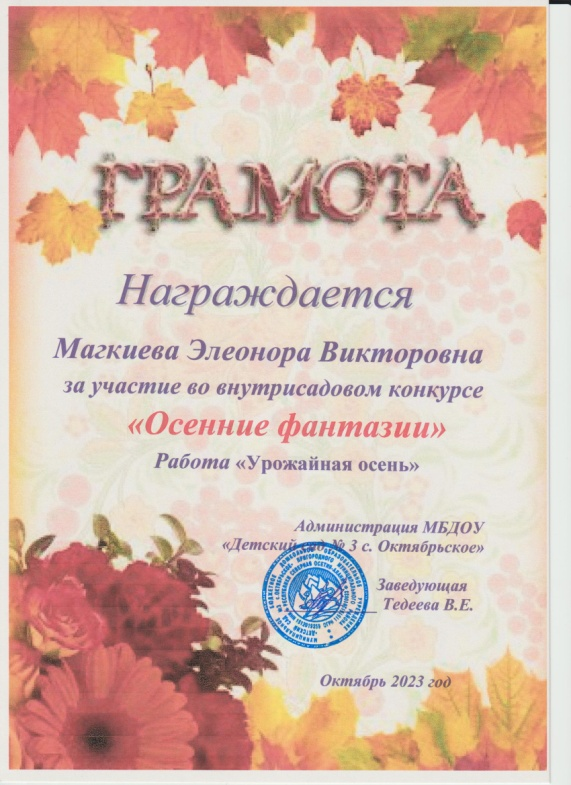 ГРАМОТА
Награждается
Магкиева Элеонора Викторовна
за участие во внутрисадовом конкурсе
«Осенние фантазии»
Работа «Урожайная осень»
Администрация МБДОУ
«Детский сад № 3 с. Октябрьское»
Заведующая
Тедеева В.Е.
Октябрь 2023 год